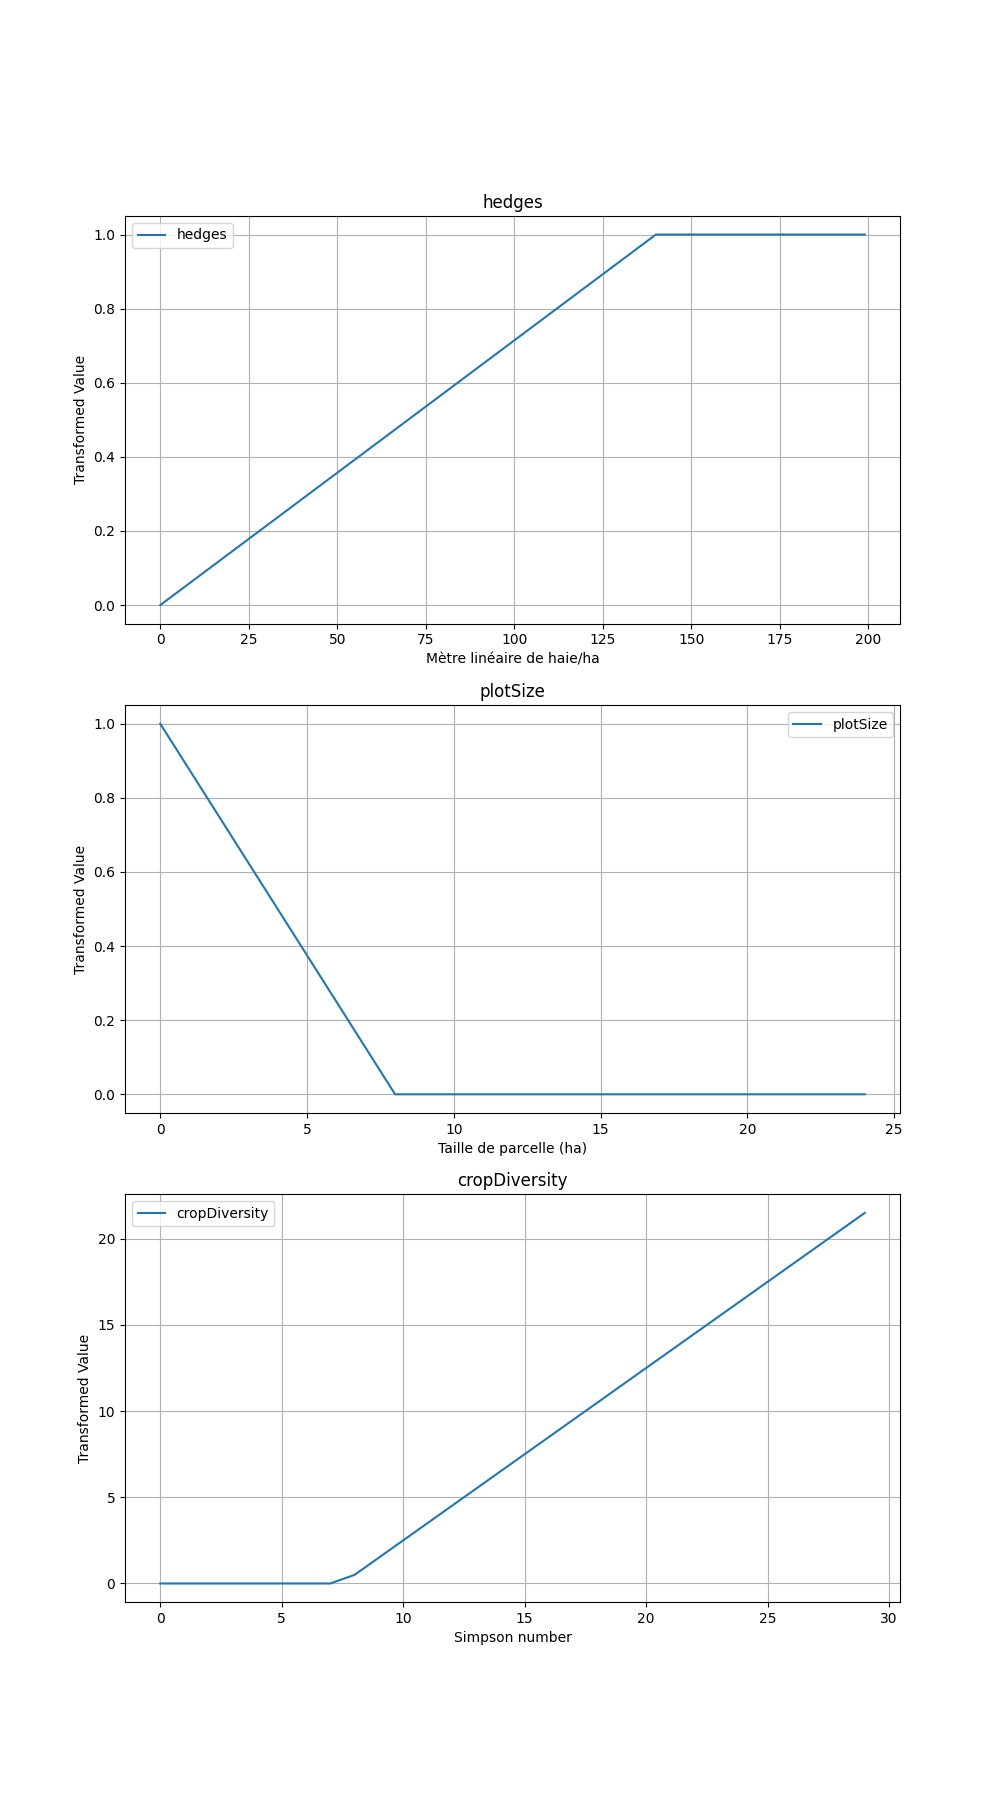 hedges
hedges
1.0
0.8
0.6
0.4
0.2
0.0
Transformed Value
0 25 50 75 100 125 150 175 200
Mètre linéaire de haie/ha
plotSize
plotSize
1.0
0.8
0.6
0.4
0.2
0.0
Transformed Value
0 5 10 15 20 25
Taille de parcelle (ha)
cropDiversity
cropDiversity
20
15
10
5
0
Transformed Value
0 5 10 15 20 25 30
Simpson number